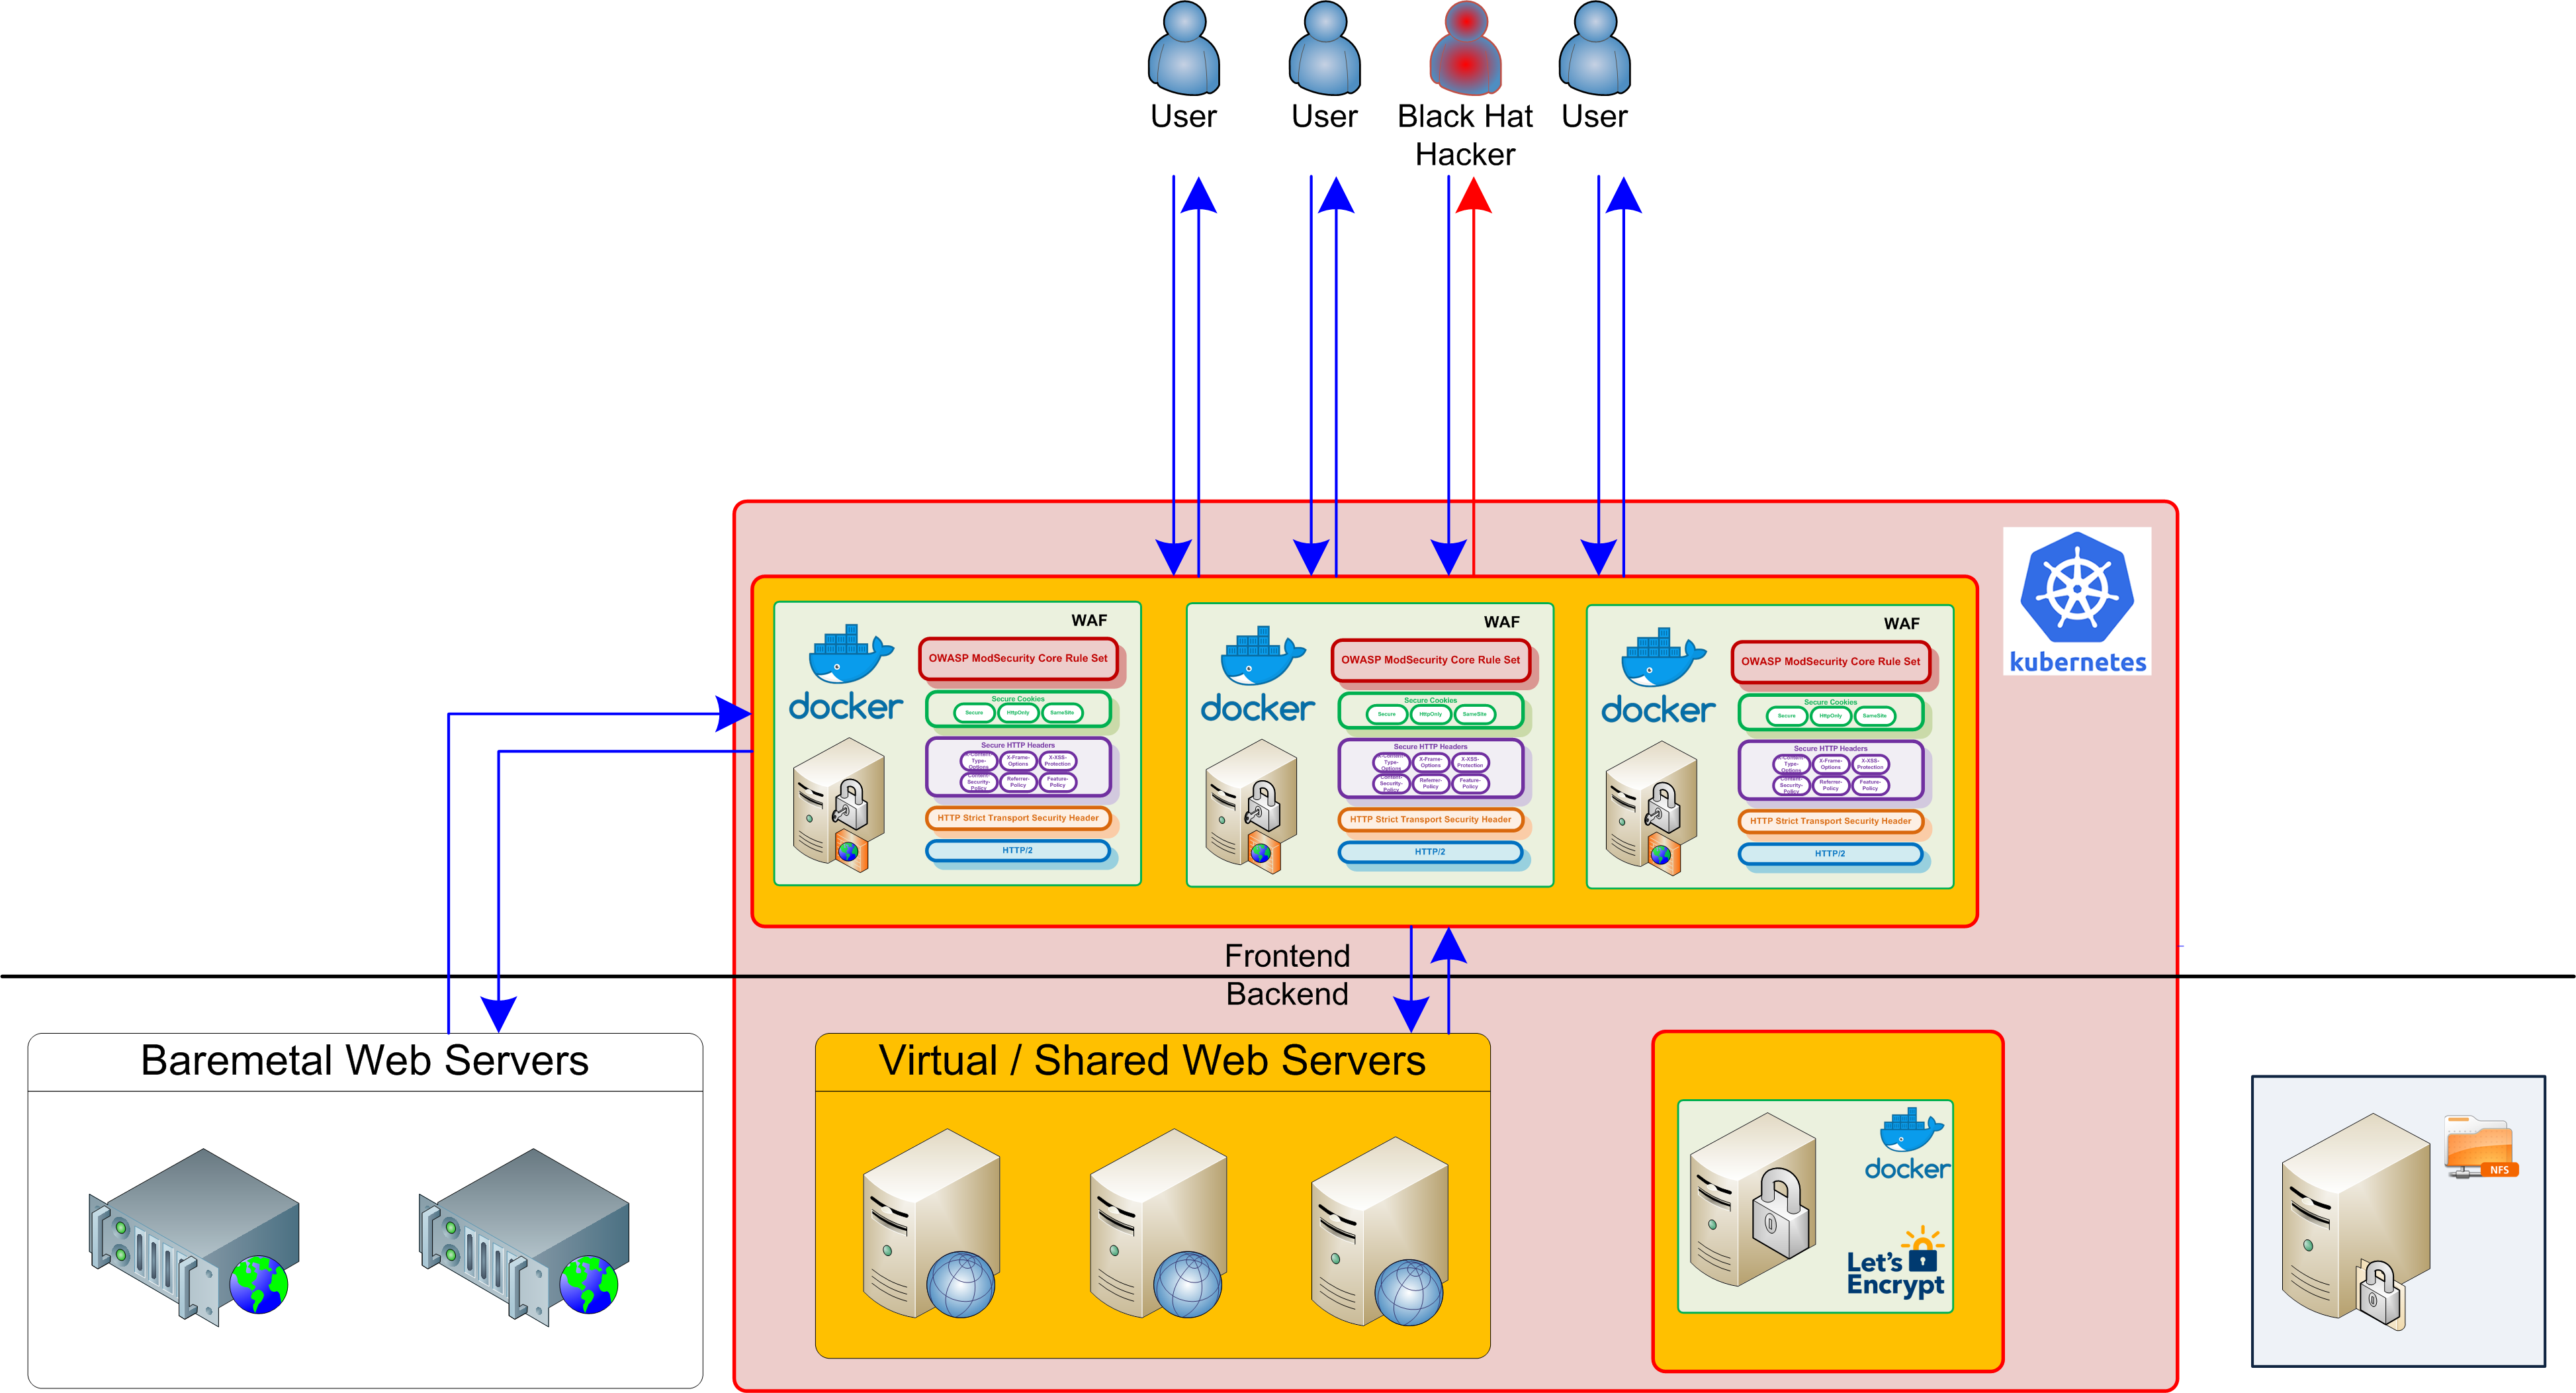 User
User
Black Hat
Hacker
User
kubernetes
WAF
docker
OWASP ModSecurity Core Rule Set
Secure Cookies
Secure
HttpOnly
SameSite
Secure HTTP Headers
X-Content-
Type-
Options
X-Frame-
Options
X-XSS-
Protection
Content-
Security-
Policy
Referrer-
Policy
Feature-
Policy
HTTP Strict Transport Security Header
HTTP/2
WAF
docker
OWASP ModSecurity Core Rule Set
Secure Cookies
Secure
HttpOnly
SameSite
Secure HTTP Headers
X-Content-
Type-
Options
X-Frame-
Options
X-XSS-
Protection
Content-
Security-
Policy
Referrer-
Policy
Feature-
Policy
HTTP Strict Transport Security Header
HTTP/2
WAF
docker
OWASP ModSecurity Core Rule Set
Secure Cookies
Secure
HttpOnly
SameSite
Secure HTTP Headers
X-Content-
Type-
Options
X-Frame-
Options
X-XSS-
Protection
Content-
Security-
Policy
Referrer-
Policy
Feature-
Policy
HTTP Strict Transport Security Header
HTTP/2
Frontend
Backend
Baremetal Web Servers
Virtual / Shared Web Servers
docker
Let's
Encrypt
NFS